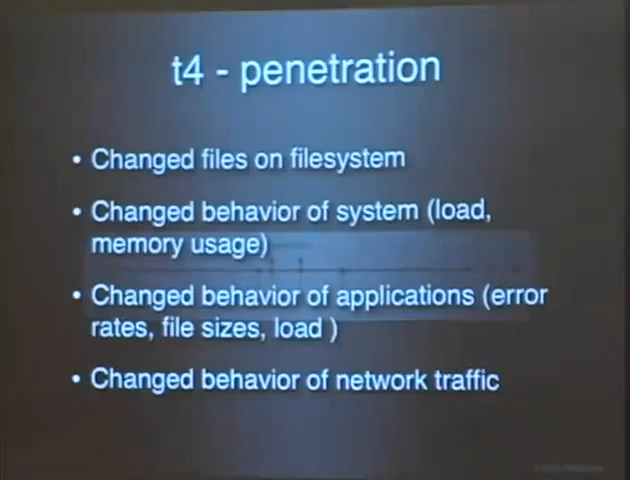 t4 - penetration
• Changed files on filesystem
• Changed behavior of system (load,
memory usage)
• Changed behavior of applications (error
rates, file sizes, load )
• Changed behavior of network traffic